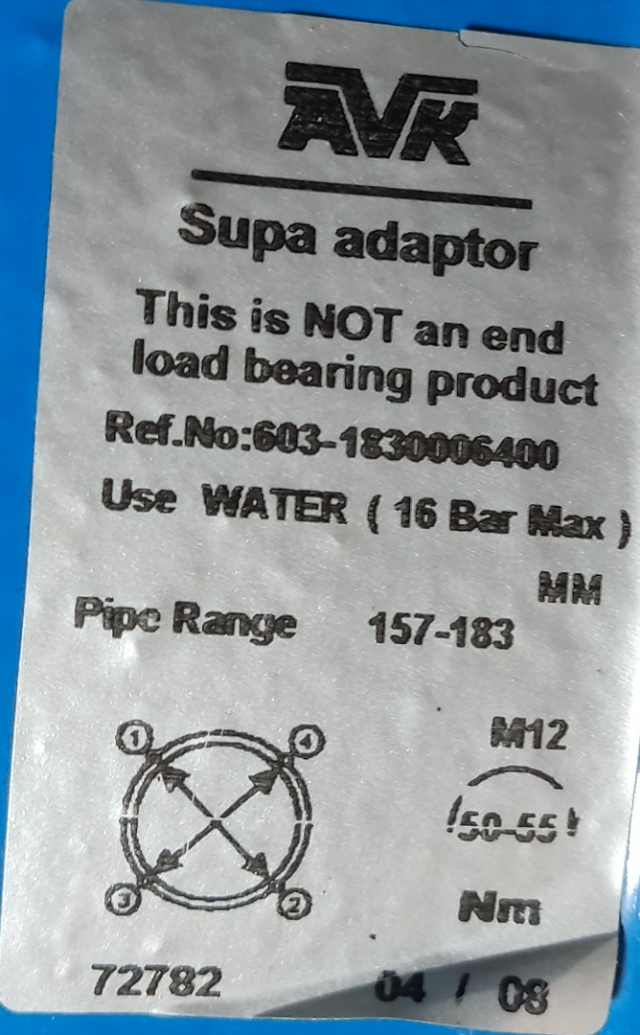 AVK
Supa adaptor
This is NOT an end
load bearing product
Ref.No:603-1830006400
Use WATER ( 16 Bar Max )
MM
Pipe Range 157-183
1 4
M12
50-55
3 2
Nm
72782 04 / 08